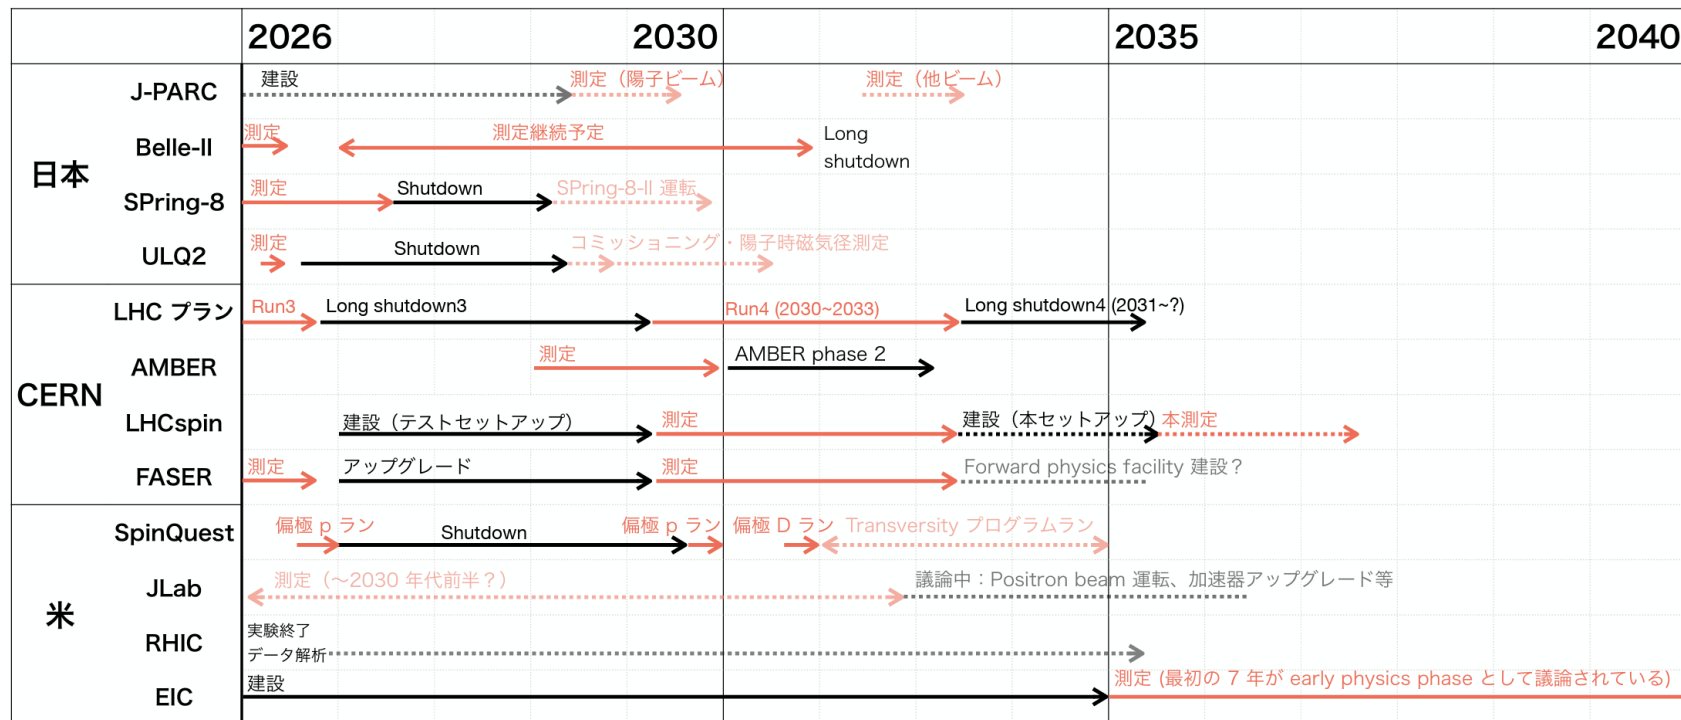 2026 2030 2035 2040
日本
J-PARC
建設
測定（陽子ビーム）
測定（他ビーム）
Belle-II
測定
測定継続予定
Long
shutdown
SPring-8
測定
Shutdown
SPring-8-II 運転
ULQ2
測定
Shutdown
コミッショニング・陽子時磁気径測定
CERN
LHC プラン
Run3
Long shutdown3
Run4 (2030~2033)
Long shutdown4 (2031~?)
AMBER
測定
AMBER phase 2
LHCspin
建設（テストセットアップ）
測定
建設（本セットアップ）
本測定
FASER
測定
アップグレード
測定
Forward physics facility 建設？
米
SpinQuest
偏極 p ラン
Shutdown
偏極 p ラン
偏極 D ラン
Transversity プログラムラン
JLab
測定（〜2030 年代前半？）
議論中：Positron beam 運転、加速器アップグレード等
RHIC
実験終了
データ解析
EIC
建設
測定 (最初の 7 年が early physics phase として議論されている)